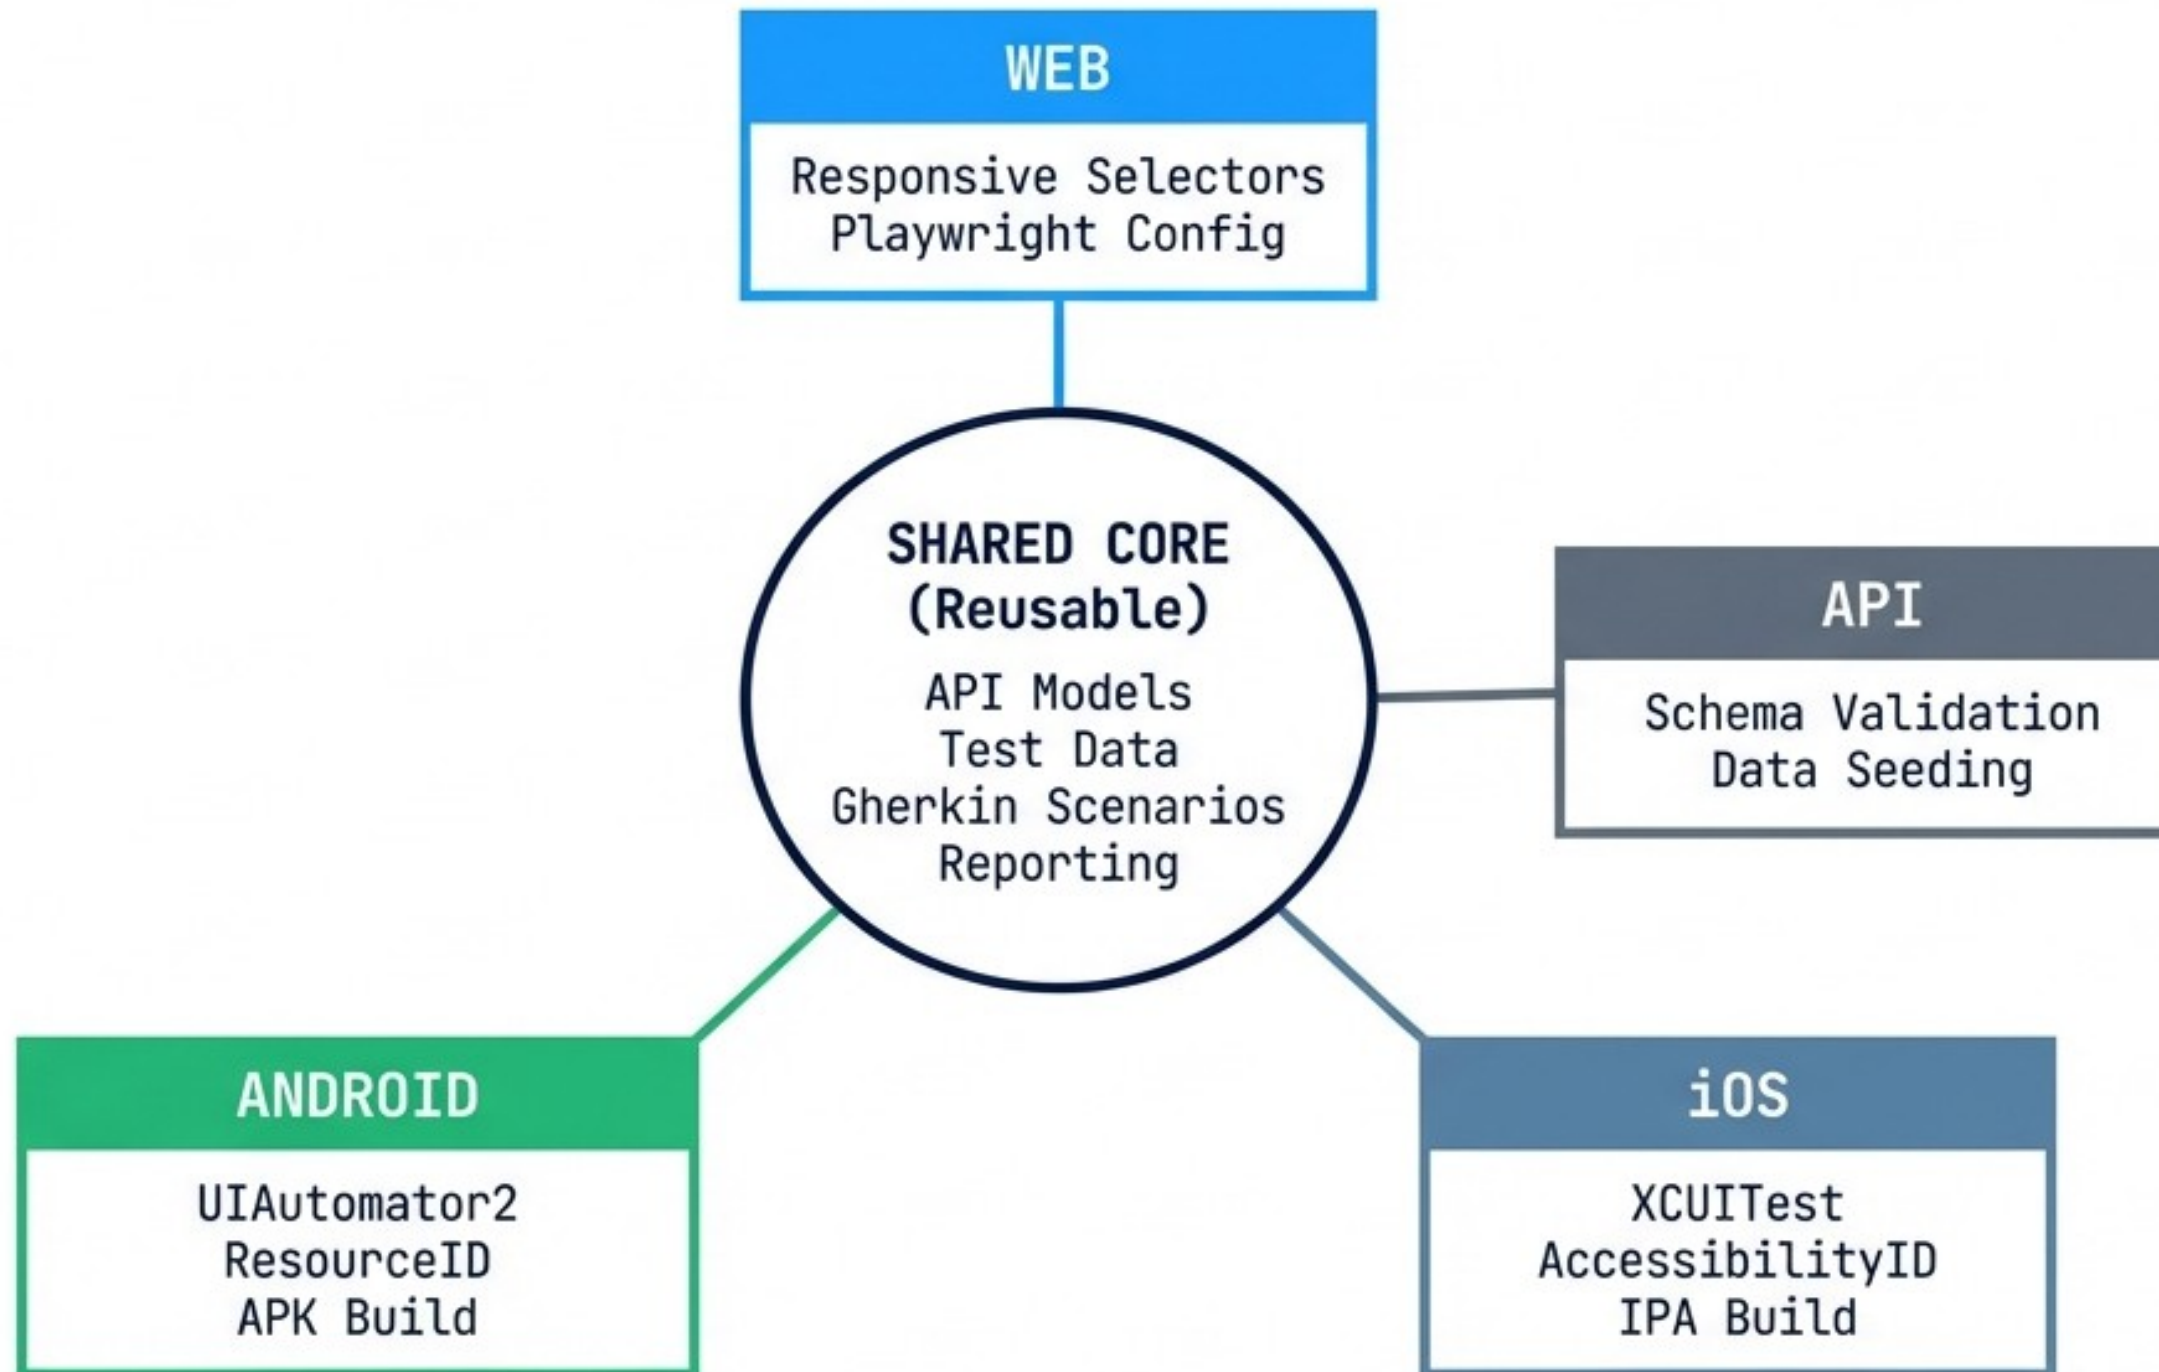 WEB
Responsive Selectors
Playwright Config
SHARED CORE
(Reusable)
API Models
Test Data
Gherkin Scenarios
Reporting
API
Schema Validation
Data Seeding
ANDROID
UIAutomator2
ResourceID
APK Build
iOS
XCUITest
AccessibilityID
IPA Build